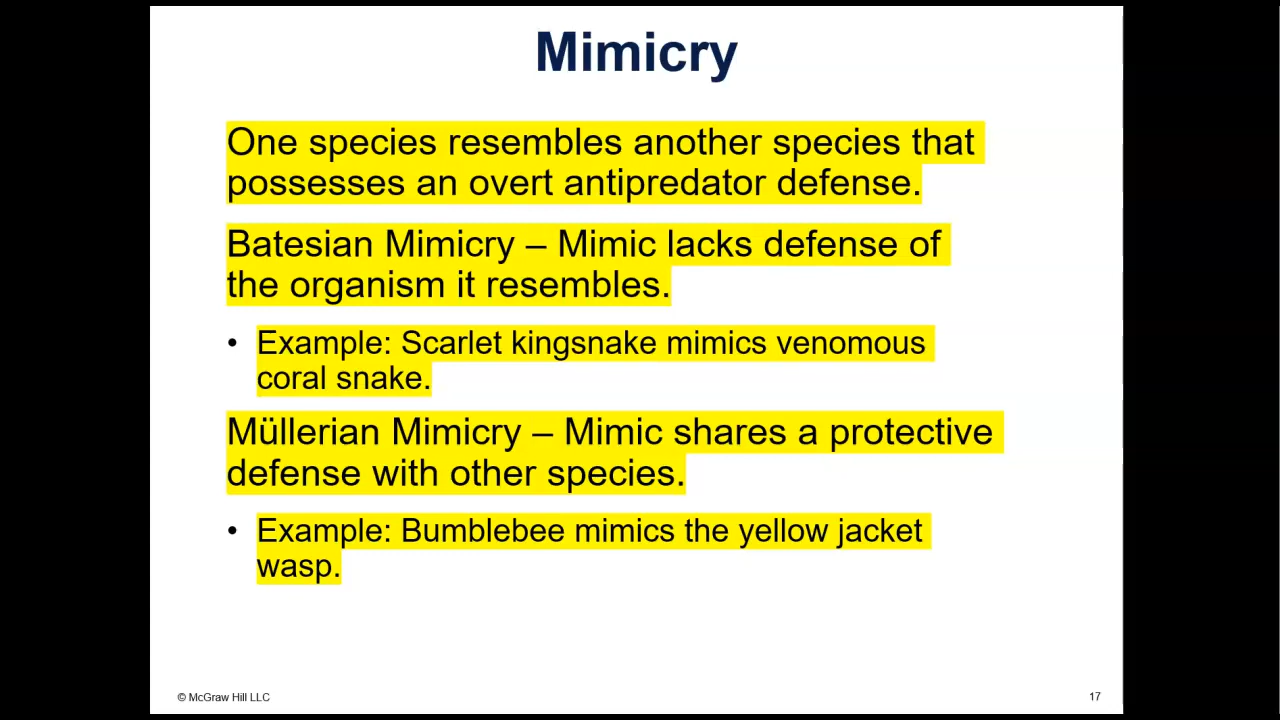 Mimicry
One species resembles another species that
possesses an overt antipredator defense.
Batesian Mimicry – Mimic lacks defense of
the organism it resembles.
• Example: Scarlet kingsnake mimics venomous
coral snake.
Müllerian Mimicry – Mimic shares a protective
defense with other species.
• Example: Bumblebee mimics the yellow jacket
wasp.
© McGraw Hill LLC
17